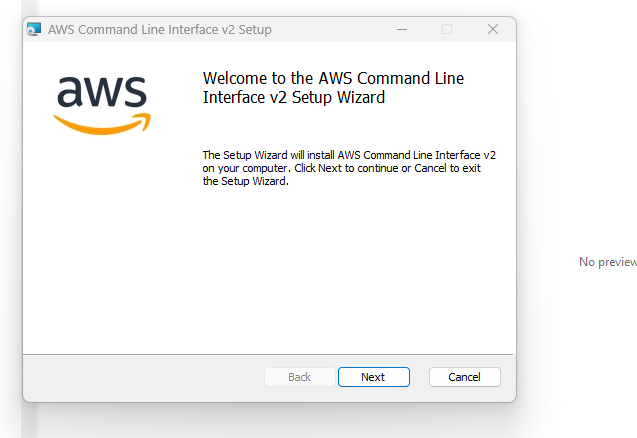 AWS Command Line Interface v2 Setup
aws
Welcome to the AWS Command Line
Interface v2 Setup Wizard
The Setup Wizard will install AWS Command Line Interface v2
on your computer. Click Next to continue or Cancel to exit
the Setup Wizard.
No preview
Back
Next
Cancel